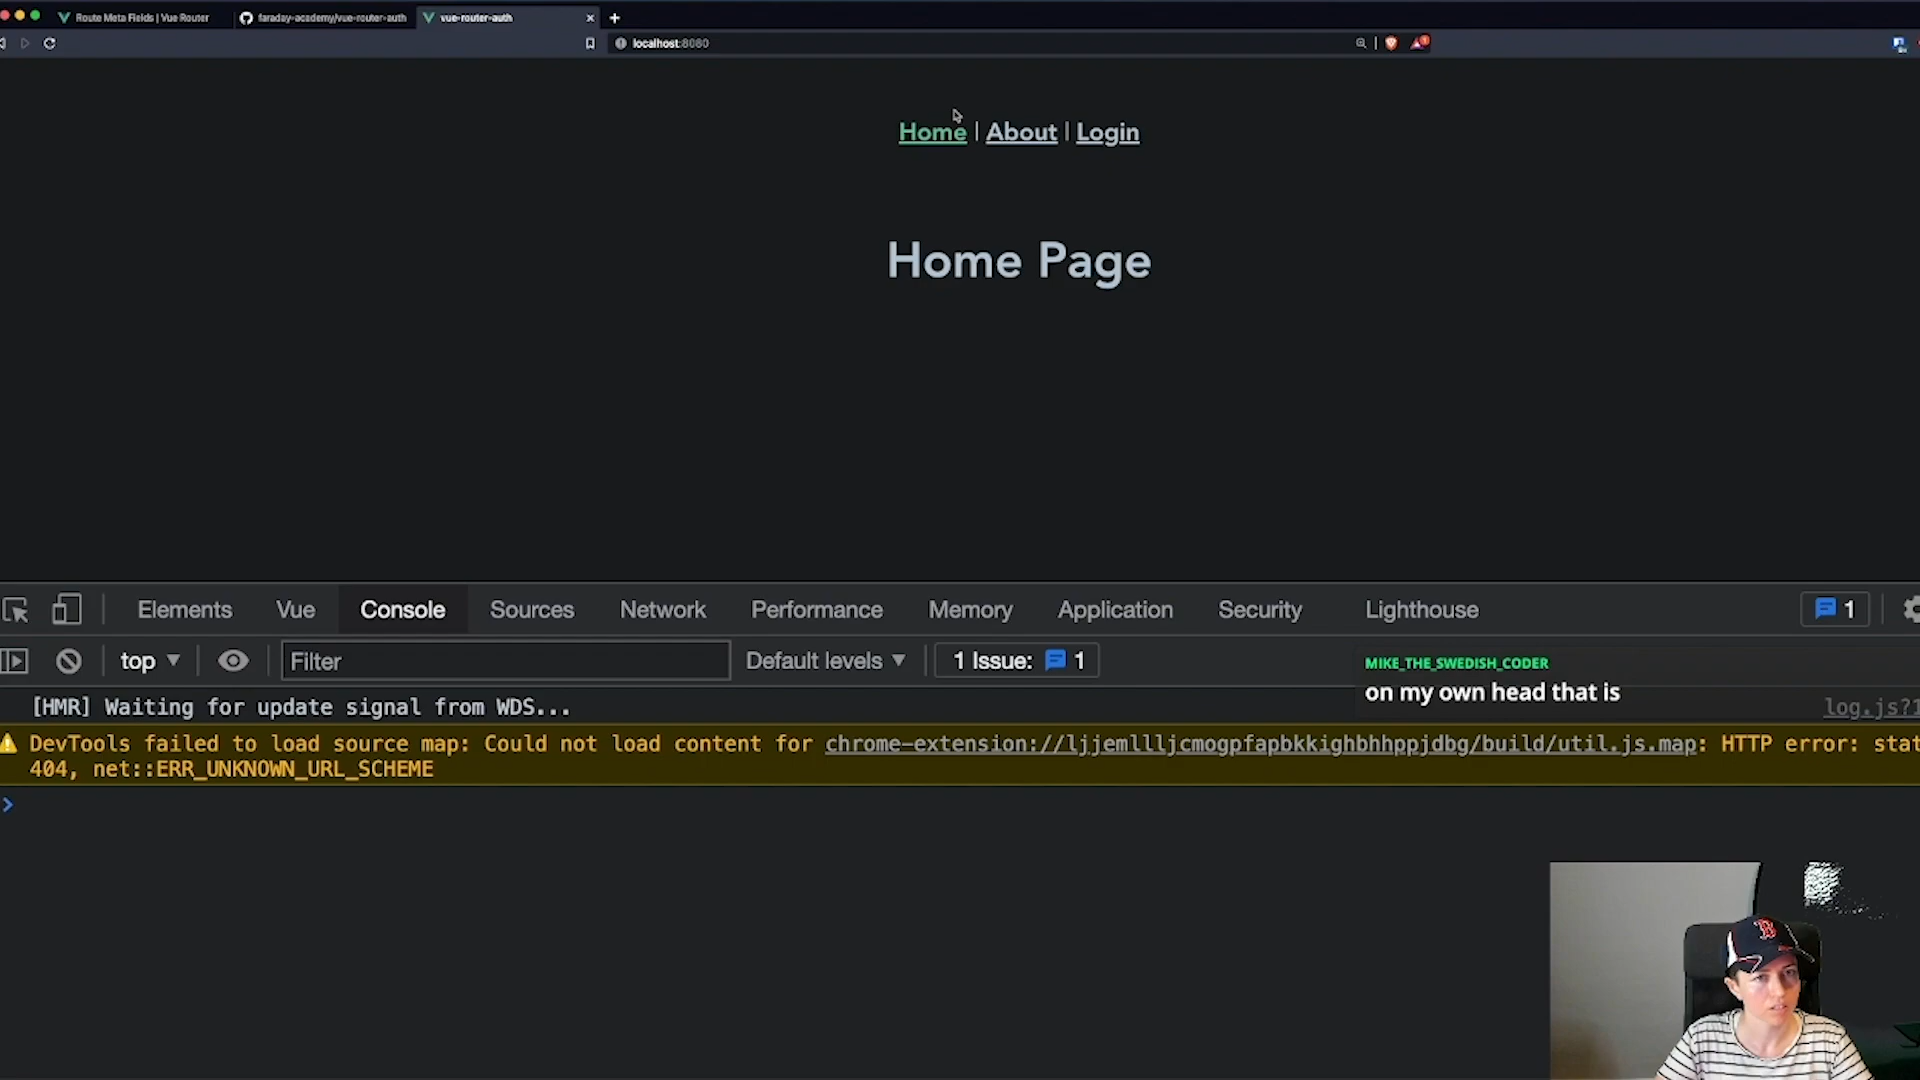 Route Meta Fields | Vue Router
faraday-academy/vue-router-auth
vue-router-auth
localhost:8080
Home | About | Login
Home Page
Elements Vue Console Sources Network Performance Memory Application Security Lighthouse 1
top Filter Default levels 1 Issue: 1
MIKE_THE_SWEDISH_CODER
on my own head that is
[HMR] Waiting for update signal from WDS... log.js?1
DevTools failed to load source map: Could not load content for chrome-extension://ljjemllljcmogpfapbkkighbhhppjdbg/build/util.js.map: HTTP error: stat
404, net::ERR_UNKNOWN_URL_SCHEME